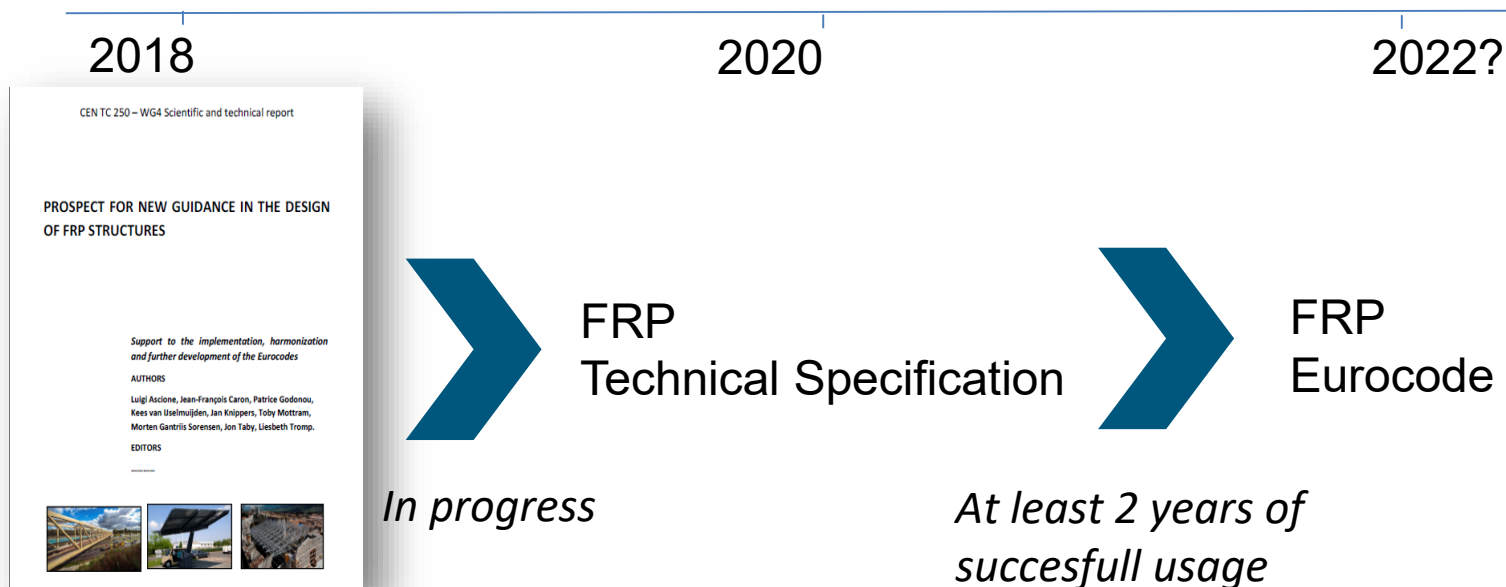 2018
2020
2022?
CEN TC 250 – WG4 Scientific and technical report
PROSPECT FOR NEW GUIDANCE IN THE DESIGN
OF FRP STRUCTURES
Support to the implementation, harmonization
and further development of the Eurocodes
AUTHORS
Luigi Ascione, Jean-François Caron, Patrice Godonou,
Kees van IJselmuijden, Jan Knippers, Toby Mottram,
Morten Gantriis Sorensen, Jon Taby, Liesbeth Tromp.
EDITORS
FRP
Technical Specification
FRP
Eurocode
In progress
At least 2 years of
succesfull usage